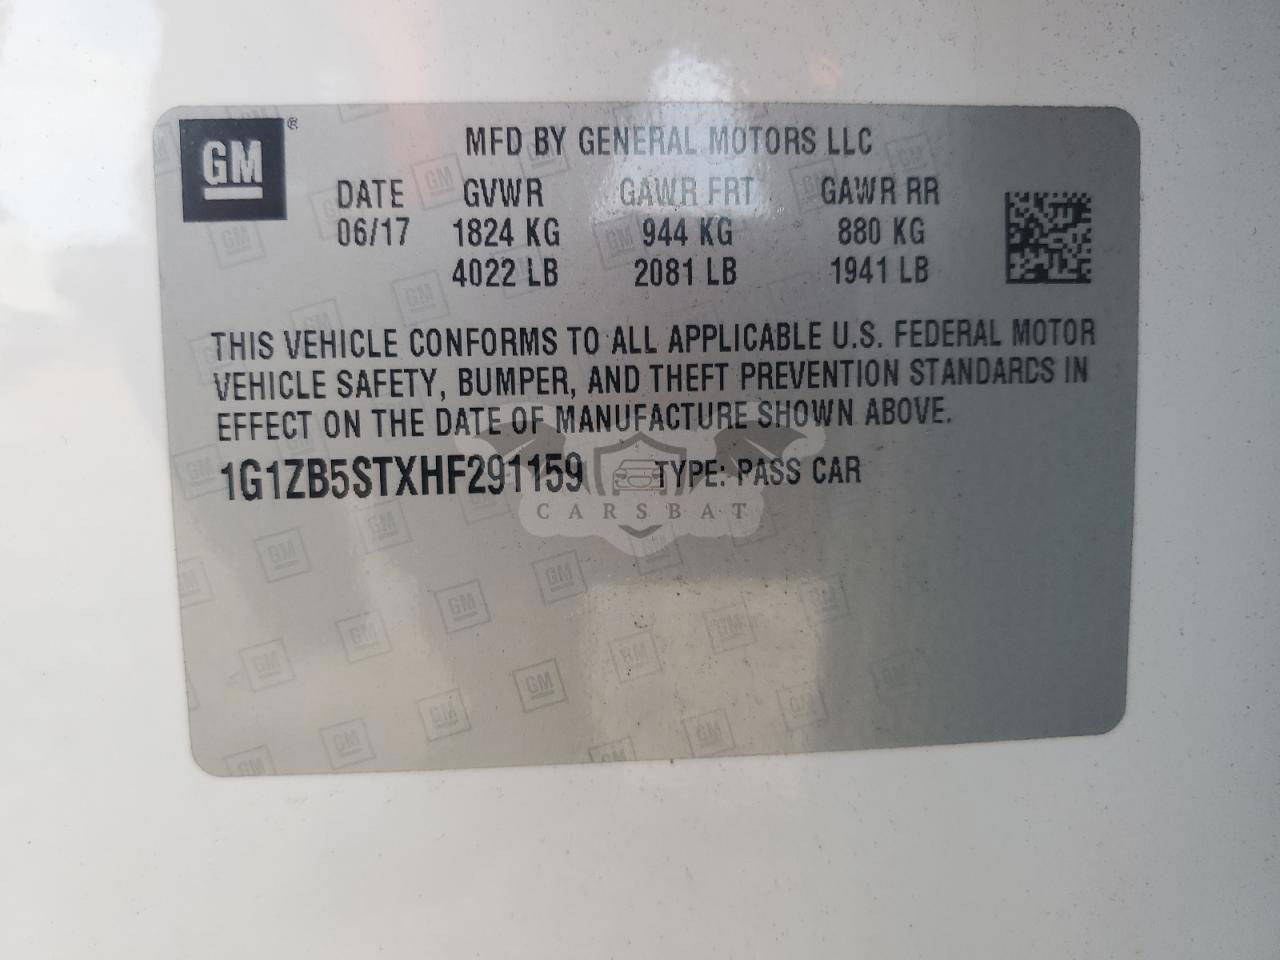 GM ®
MFD BY GENERAL MOTORS LLC
DATE GVWR GAWR FRT GAWR RR
06/17 1824 KG 944 KG 880 KG
4022 LB 2081 LB 1941 LB
THIS VEHICLE CONFORMS TO ALL APPLICABLE U.S. FEDERAL MOTOR
VEHICLE SAFETY, BUMPER, AND THEFT PREVENTION STANDARDS IN
EFFECT ON THE DATE OF MANUFACTURE SHOWN ABOVE.
1G1ZB5STXHF291159 TYPE: PASS CAR
CARSBAT